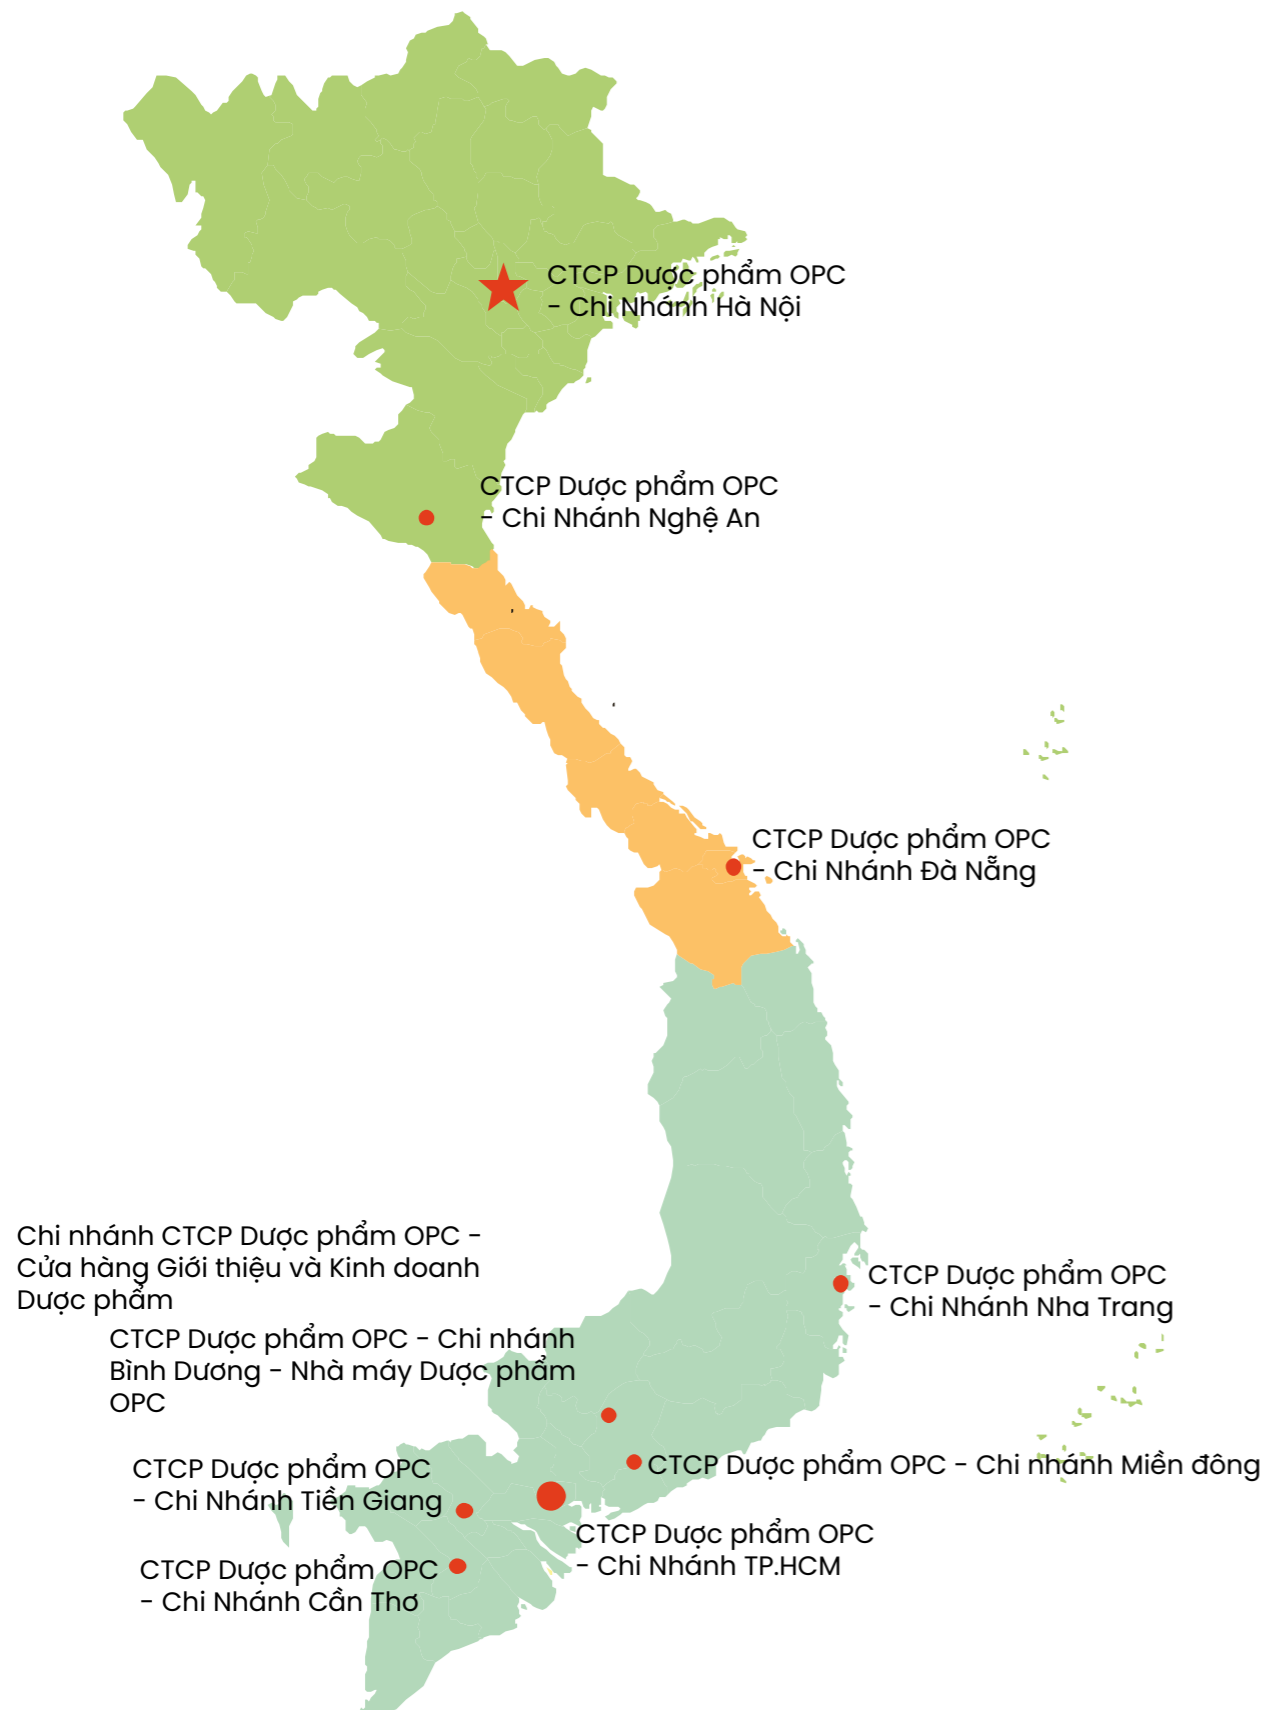 CTCP Dược phẩm OPC
- Chi Nhánh Hà Nội
CTCP Dược phẩm OPC
- Chi Nhánh Nghệ An
CTCP Dược phẩm OPC
- Chi Nhánh Đà Nẵng
Chi nhánh CTCP Dược phẩm OPC -
Cửa hàng Giới thiệu và Kinh doanh
Dược phẩm
CTCP Dược phẩm OPC
- Chi Nhánh Nha Trang
CTCP Dược phẩm OPC - Chi nhánh
Bình Dương - Nhà máy Dược phẩm
OPC
CTCP Dược phẩm OPC - Chi nhánh Miền đông
CTCP Dược phẩm OPC
- Chi Nhánh Tiền Giang
CTCP Dược phẩm OPC
- Chi Nhánh TP.HCM
CTCP Dược phẩm OPC
- Chi Nhánh Cần Thơ